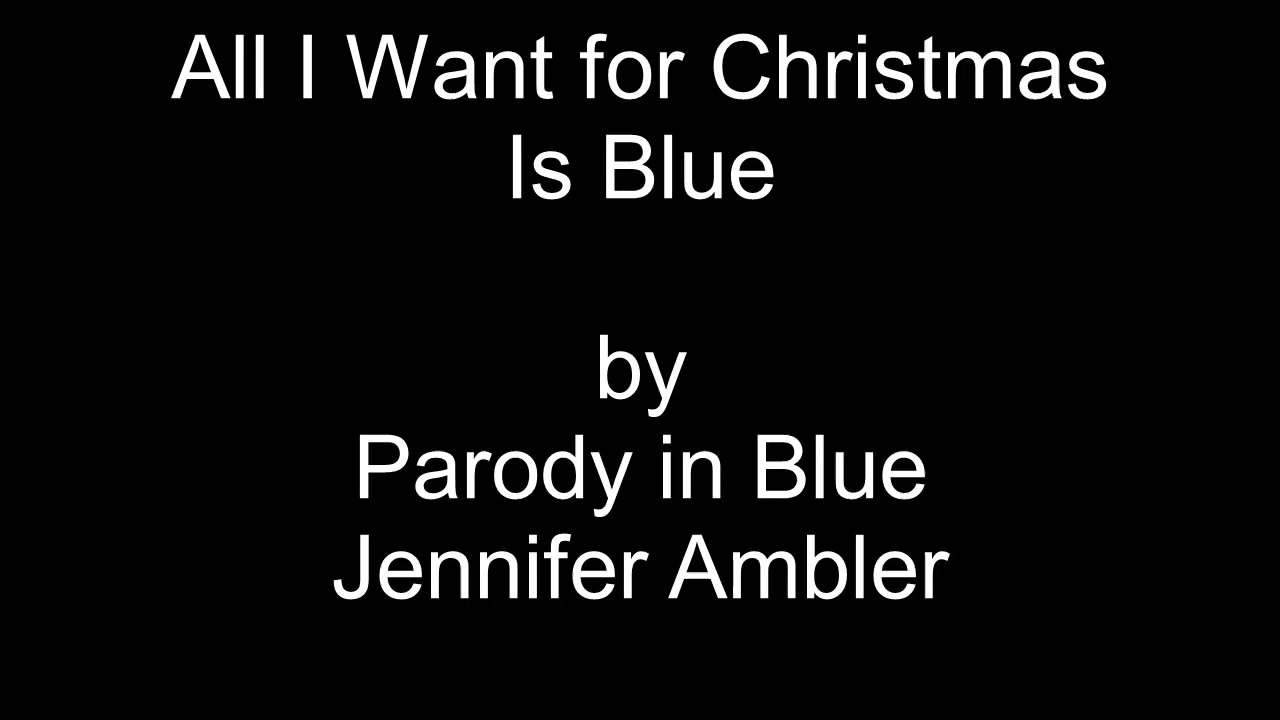 All I Want for Christmas
Is Blue
by
Parody in Blue
Jennifer Ambler